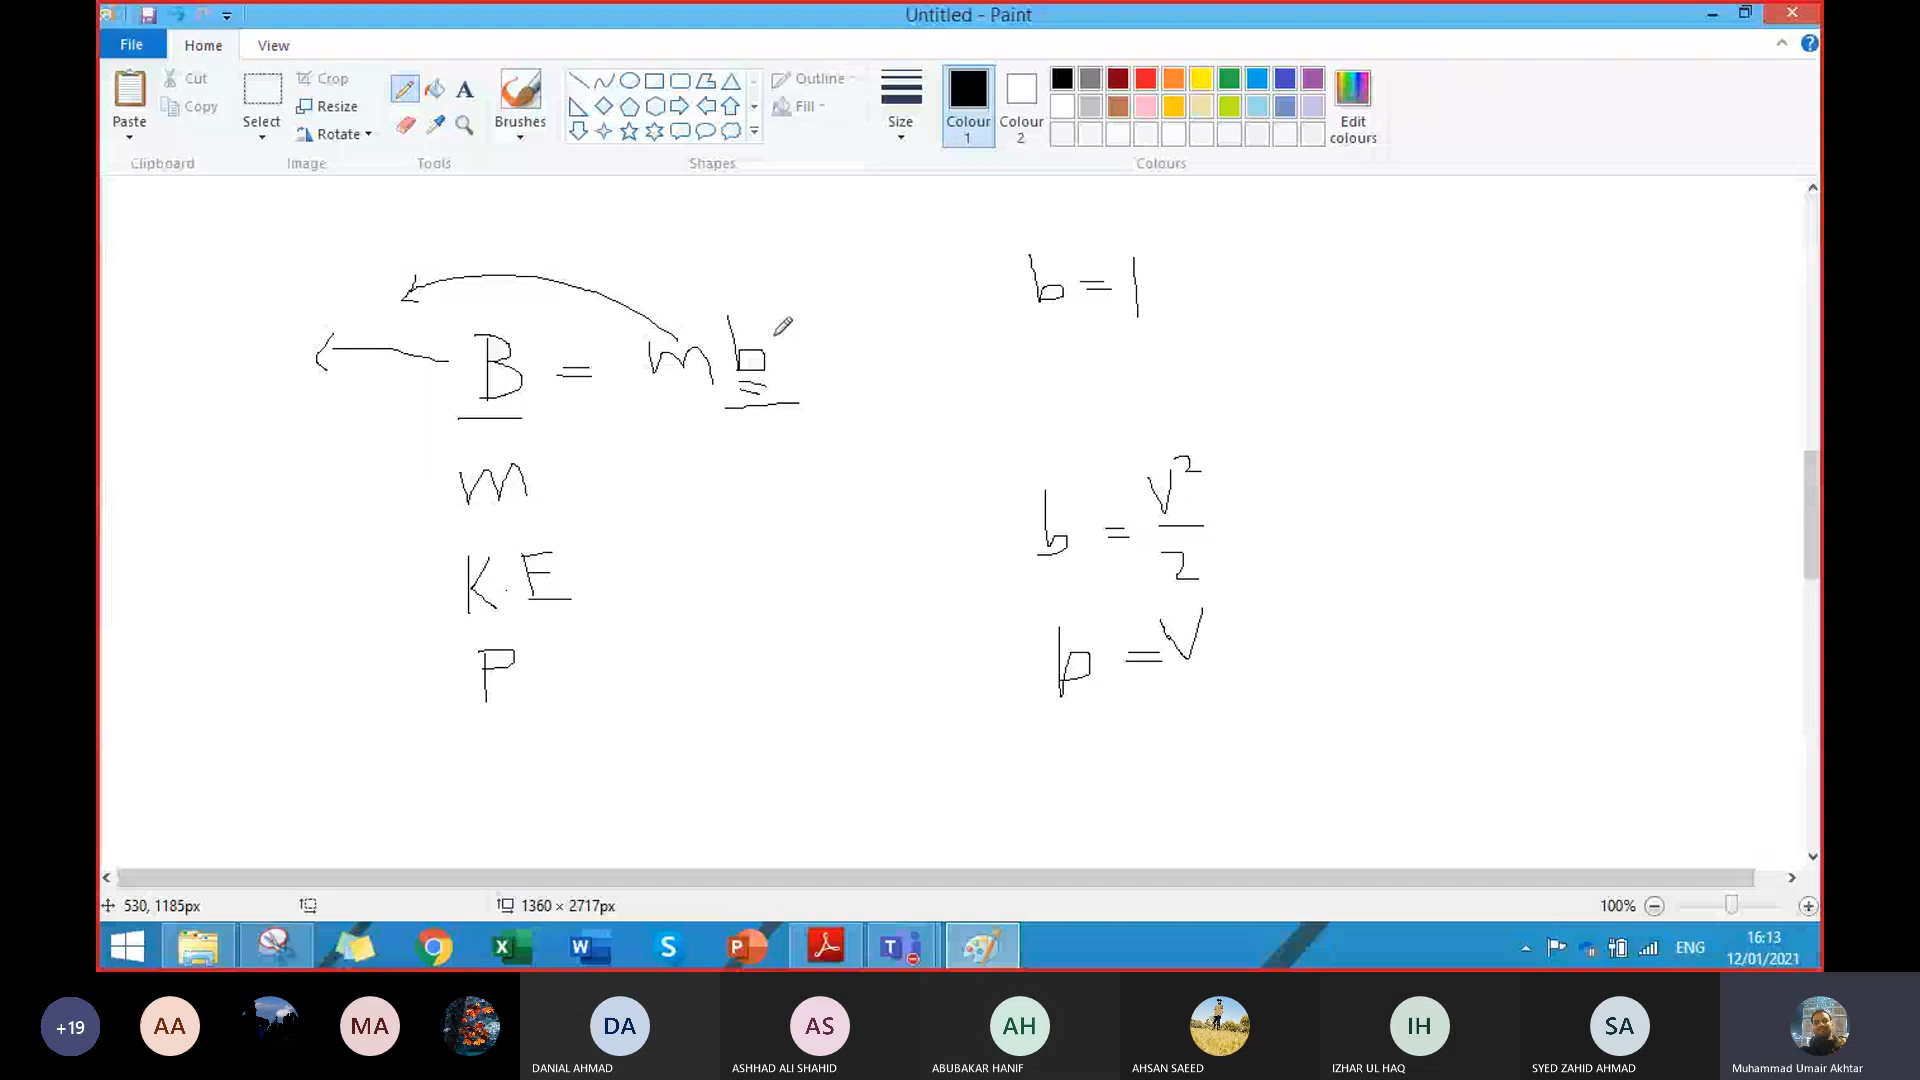 Untitled - Paint
File Home View
Paste Cut Copy Clipboard
Select Crop Resize Rotate Image
A Tools
Brushes
Outline Fill Shapes
Size
Colour 1 Colour 2
Edit colours
Colours
b = 1
B = m b
m
b = V² / 2
K.E
b = V
P
530, 1185px 1360 × 2717px 100%
ENG 16:13
12/01/2021
+19 AA MA DA AS AH IH SA
DANIAL AHMAD ASHHAD ALI SHAHID ABUBAKAR HANIF AHSAN SAEED IZHAR UL HAQ SYED ZAHID AHMAD Muhammad Umair Akhtar